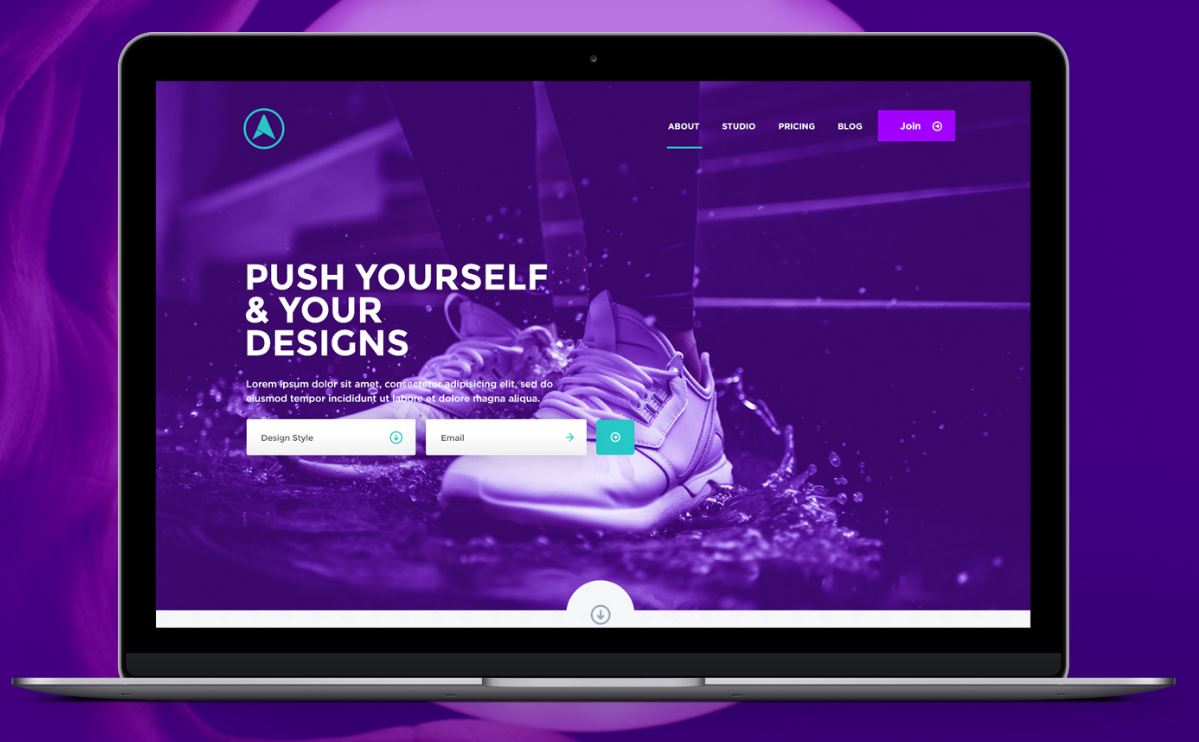 ABOUT STUDIO PRICING BLOG Join
PUSH YOURSELF
& YOUR
DESIGNS
Lorem ipsum dolor sit amet, consectetur adipisicing elit, sed do
eiusmod tempor incididunt ut labore et dolore magna aliqua.
Design Style Email